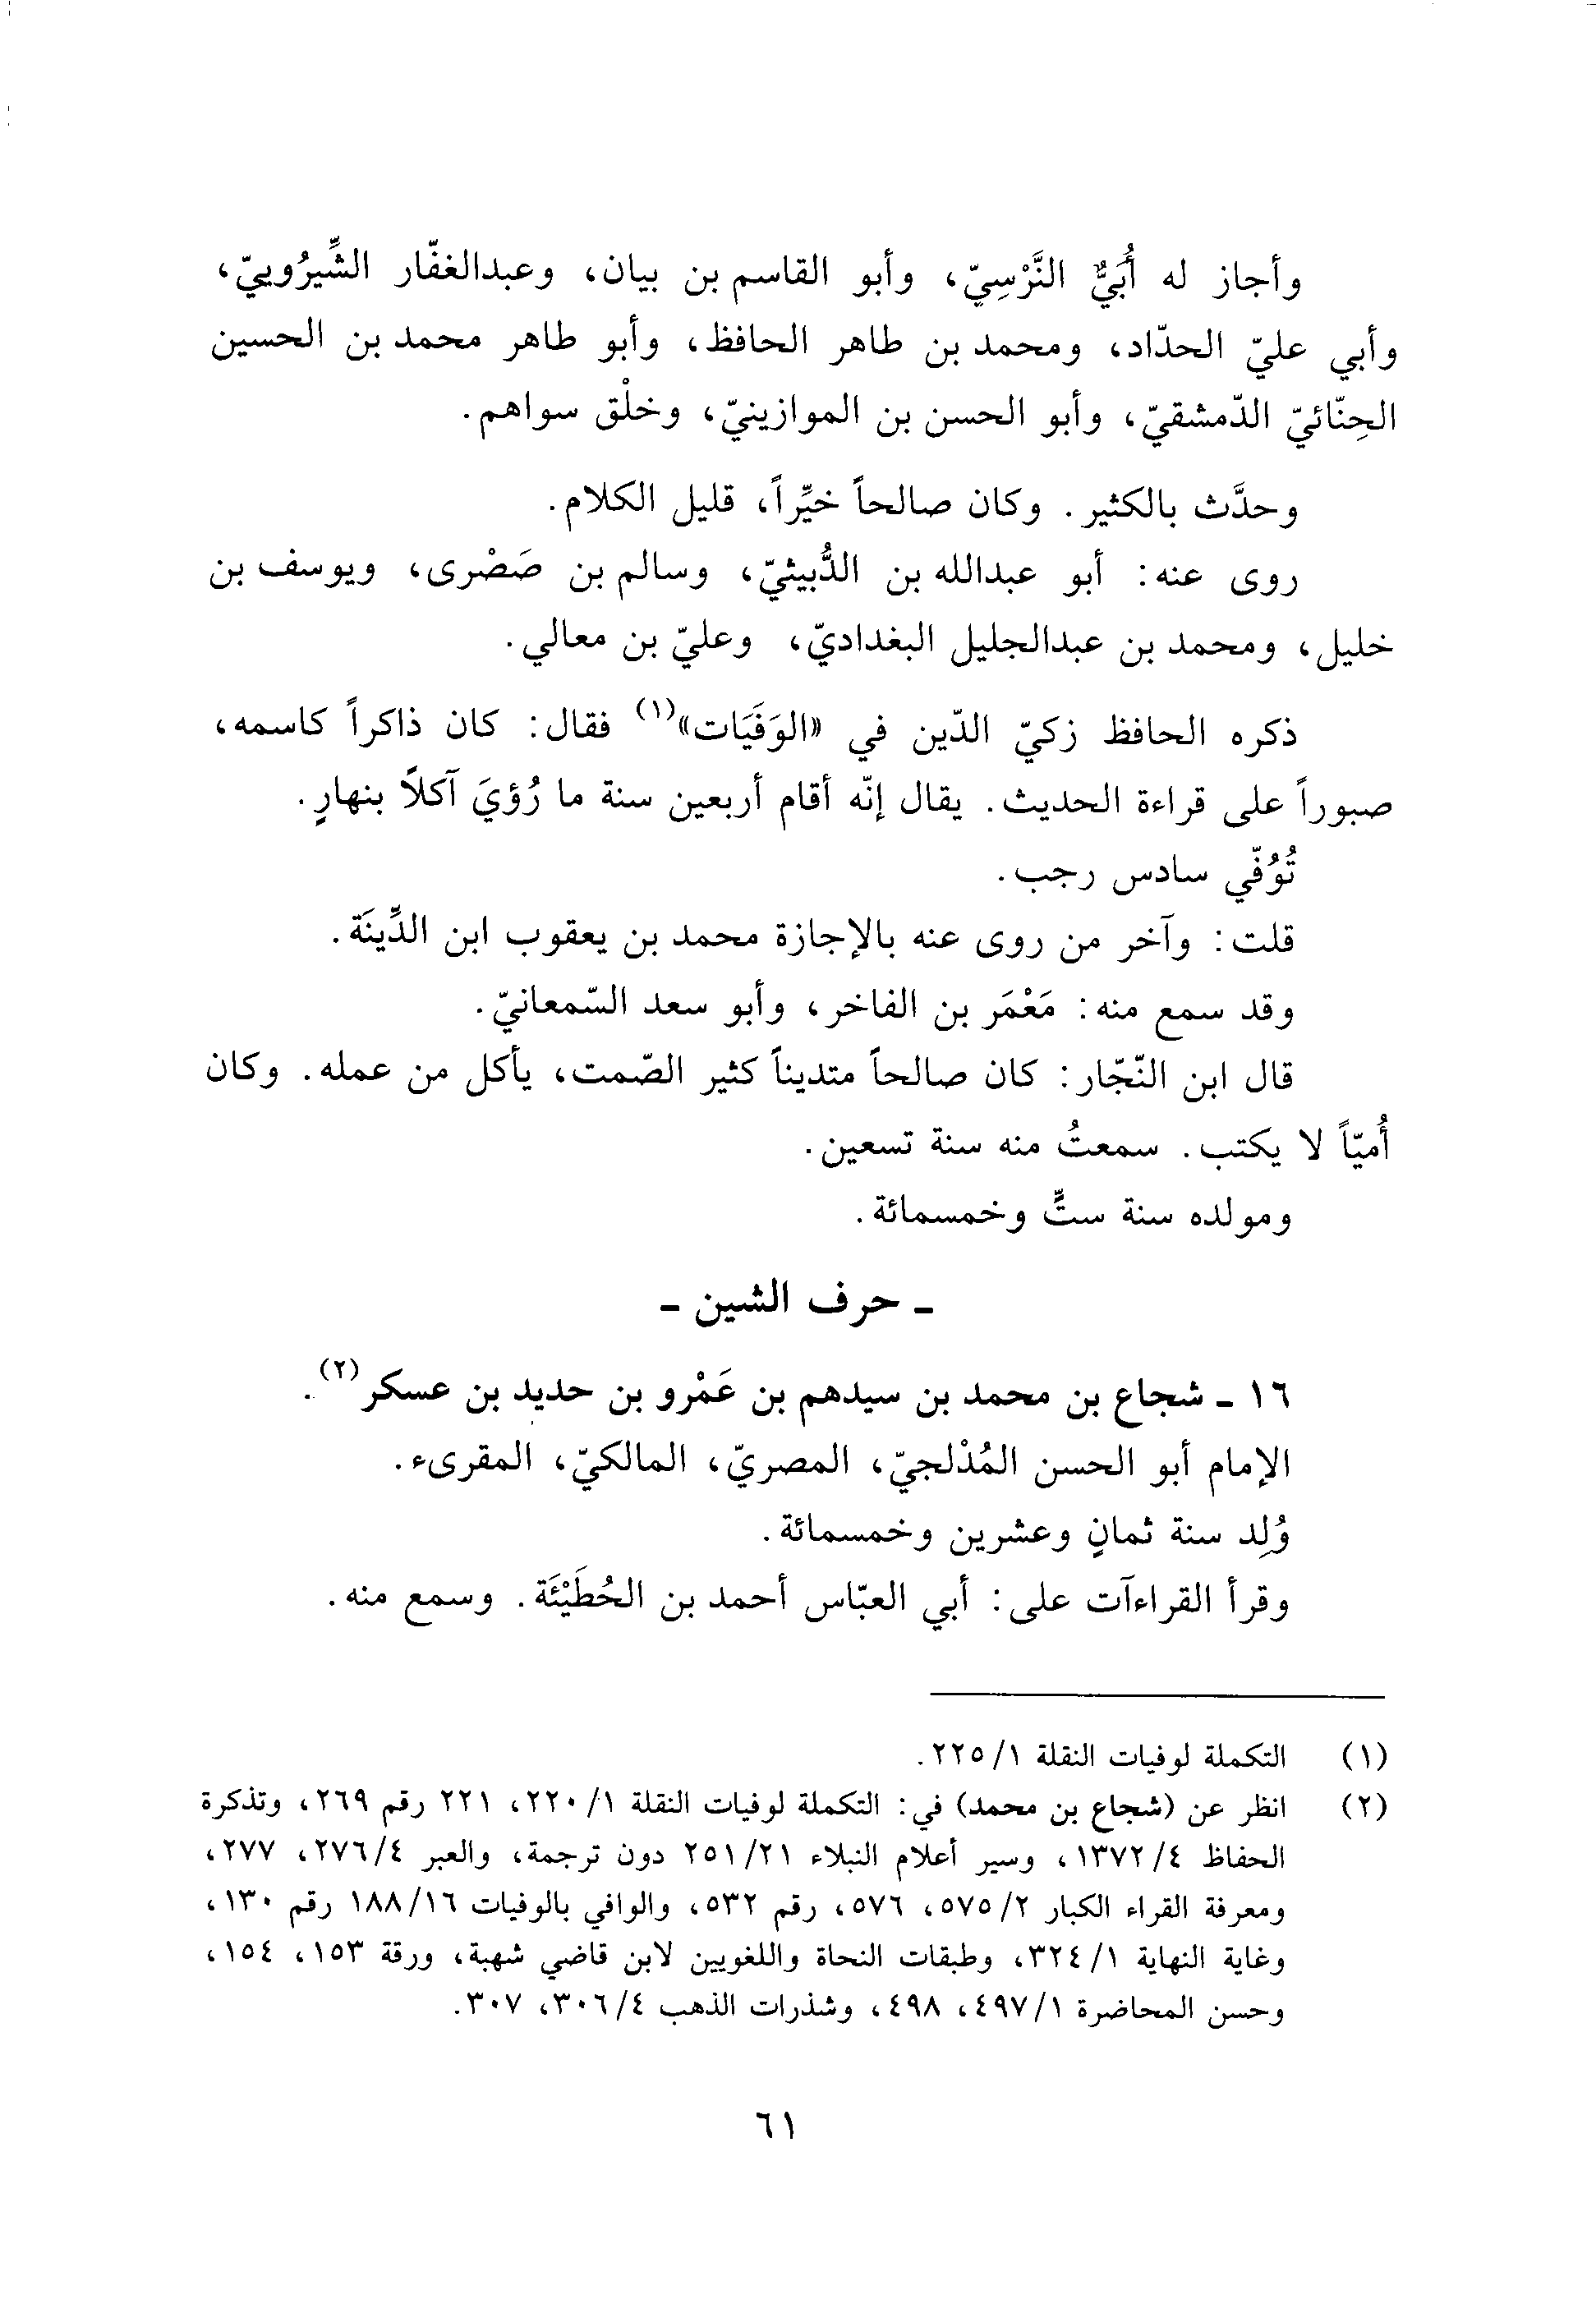 وأجاز له أُبَيٌّ النَّرْسِيّ، وأبو القاسم بن بيان، وعبدالغفّار الشِّيرُوييّ،
وأبي عليّ الحدّاد، ومحمد بن طاهر الحافظ، وأبو طاهر محمد بن الحسين
الحِنّائيّ الدّمشقيّ، وأبو الحسن بن الموازينيّ، وخلْق سواهم.
وحدَّث بالكثير. وكان صالحاً خيِّراً، قليل الكلام.
روى عنه: أبو عبدالله بن الدُّبيثيّ، وسالم بن صَصْرى، ويوسف بن
خليل، ومحمد بن عبدالجليل البغداديّ، وعليّ بن معالي.
ذكره الحافظ زكيّ الدّين في «الوَفَيَات»(١) فقال: كان ذاكراً كاسمه،
صبوراً على قراءة الحديث. يقال إنّه أقام أربعين سنة ما رُؤيَ آكلاً بنهارٍ.
تُوُفّي سادس رجب.
قلت: وآخر من روى عنه بالإجازة محمد بن يعقوب ابن الدِّينَة.
وقد سمع منه: مَعْمَر بن الفاخر، وأبو سعد السّمعانيّ.
قال ابن النّجّار: كان صالحاً متديناً كثير الصّمت، يأكل من عمله. وكان
أُميّاً لا يكتب. سمعتُ منه سنة تسعين.
ومولده سنة ستٍّ وخمسمائة.
ـ حرف الشين ـ
١٦ ـ شجاع بن محمد بن سيدهم بن عَمْرو بن حديد بن عسكر(٢).
الإمام أبو الحسن المُدْلجيّ، المصريّ، المالكيّ، المقرىء.
وُلِد سنة ثمانٍ وعشرين وخمسمائة.
وقرأ القراءآت على: أبي العبّاس أحمد بن الحُطَيْئَة. وسمع منه.
(١) التكملة لوفيات النقلة ٢٢٥/١.
(٢) انظر عن (شجاع بن محمد) في: التكملة لوفيات النقلة ٢٢٠/١، ٢٢١ رقم ٢٦٩، وتذكرة
الحفاظ ١٣٧٢/٤، وسير أعلام النبلاء ٢٥١/٢١ دون ترجمة، والعبر ٢٧٦/٤، ٢٧٧،
ومعرفة القراء الكبار ٥٧٥/٢، ٥٧٦، رقم ٥٣٢، والوافي بالوفيات ١٨٨/١٦ رقم ١٣٠،
وغاية النهاية ٣٢٤/١، وطبقات النحاة واللغويين لابن قاضي شهبة، ورقة ١٥٣، ١٥٤،
وحسن المحاضرة ٤٩٧/١، ٤٩٨، وشذرات الذهب ٣٠٦/٤، ٣٠٧.
٦١